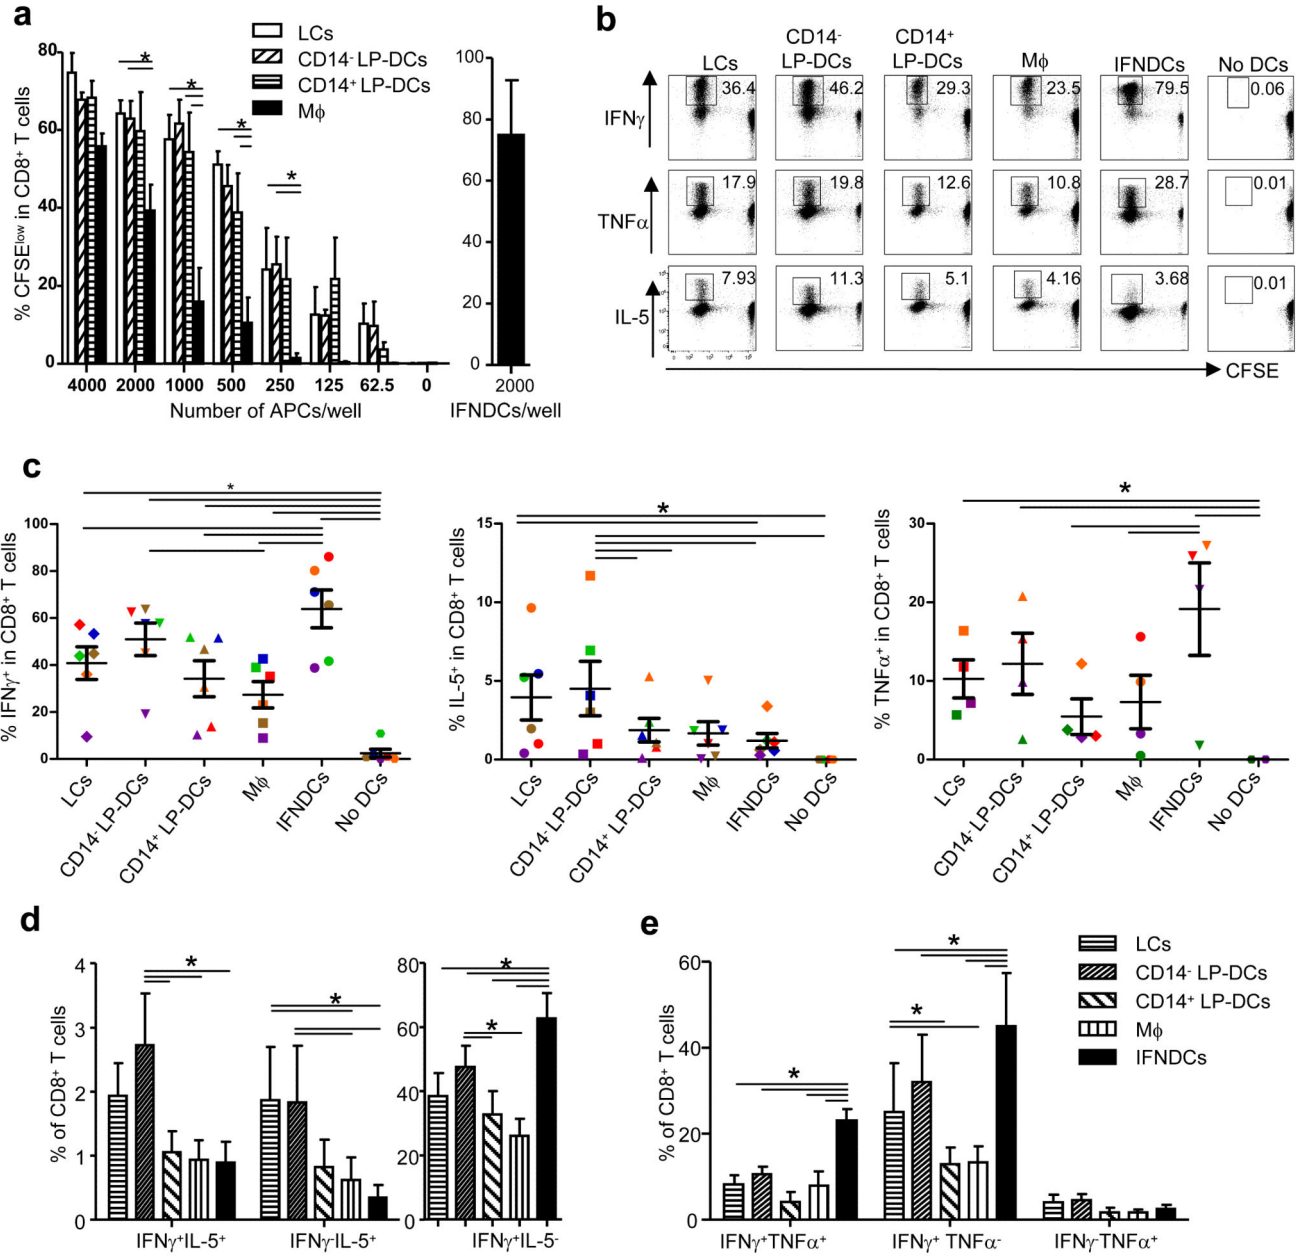 a
LCs
CD14- LP-DCs
CD14+ LP-DCs
Mϕ
% CFSElow in CD8+ T cells
80
60
40
20
0
4000 2000 1000 500 250 125 62.5 0
Number of APCs/well
* * * *
100
80
60
40
20
0
2000
IFNDCs/well
b
LCs CD14- LP-DCs CD14+ LP-DCs Mϕ IFNDCs No DCs
IFNγ 36.4 46.2 29.3 23.5 79.5 0.06
TNFα 17.9 19.8 12.6 10.8 28.7 0.01
IL-5 7.93 11.3 5.1 4.16 3.68 0.01
CFSE
c
% IFNγ+ in CD8+ T cells
*
100
80
60
40
20
0
LCs CD14- LP-DCs CD14+ LP-DCs Mϕ IFNDCs No DCs
% IL-5+ in CD8+ T cells
*
15
10
5
0
LCs CD14- LP-DCs CD14+ LP-DCs Mϕ IFNDCs No DCs
% TNFα+ in CD8+ T cells
*
30
20
10
0
LCs CD14- LP-DCs CD14+ LP-DCs Mϕ IFNDCs No DCs
d
% of CD8+ T cells
4
3
2
1
0
* *
IFNγ+IL-5+ IFNγ-IL-5+
80
60
40
20
0
* *
IFNγ+IL-5-
e
% of CD8+ T cells
60
40
20
0
* * *
IFNγ+TNFα+ IFNγ+ TNFα- IFNγ-TNFα+
LCs
CD14- LP-DCs
CD14+ LP-DCs
Mϕ
IFNDCs